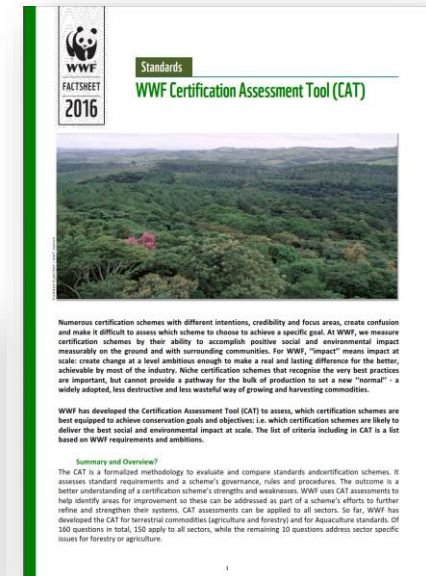 WWF
FACTSHEET
2016
Standards
WWF Certification Assessment Tool (CAT)
Numerous certification schemes with different intentions, credibility and focus areas, create confusion
and make it difficult to assess which scheme to choose to achieve a specific goal. At WWF, we measure
certification schemes by their ability to accomplish positive social and environmental impact
measurably on the ground and with surrounding communities. For WWF, "impact" means impact at
scale: create change at a level ambitious enough to make a real and lasting difference for the better,
achievable by most of the industry. Niche certification schemes that recognise the very best practices
are important, but cannot provide a pathway for the bulk of production to set a new "normal" - a
widely adopted, less destructive and less wasteful way of growing and harvesting commodities.
WWF has developed the Certification Assessment Tool (CAT) to assess, which certification schemes are
best equipped to achieve conservation goals and objectives: i.e. which certification schemes are likely to
deliver the best social and environmental impact at scale. The list of criteria including in CAT is a list
based on WWF requirements and ambitions.
Summary and Overview?
The CAT is a formalized methodology to evaluate and compare standards andcertification schemes. It
assesses standard requirements and a scheme's governance, rules and procedures. The outcome is a
better understanding of a certification scheme's strengths and weaknesses. WWF uses CAT assessments to
help identify areas for improvement so these can be addressed as part of a scheme's efforts to further
refine and strengthen their systems. CAT assessments can be applied to all sectors. So far, WWF has
developed the CAT for terrestrial commodities (agriculture and forestry) and for Aquaculture standards. Of
160 questions in total, 150 apply to all sectors, while the remaining 10 questions address sector specific
issues for forestry or agriculture.
1